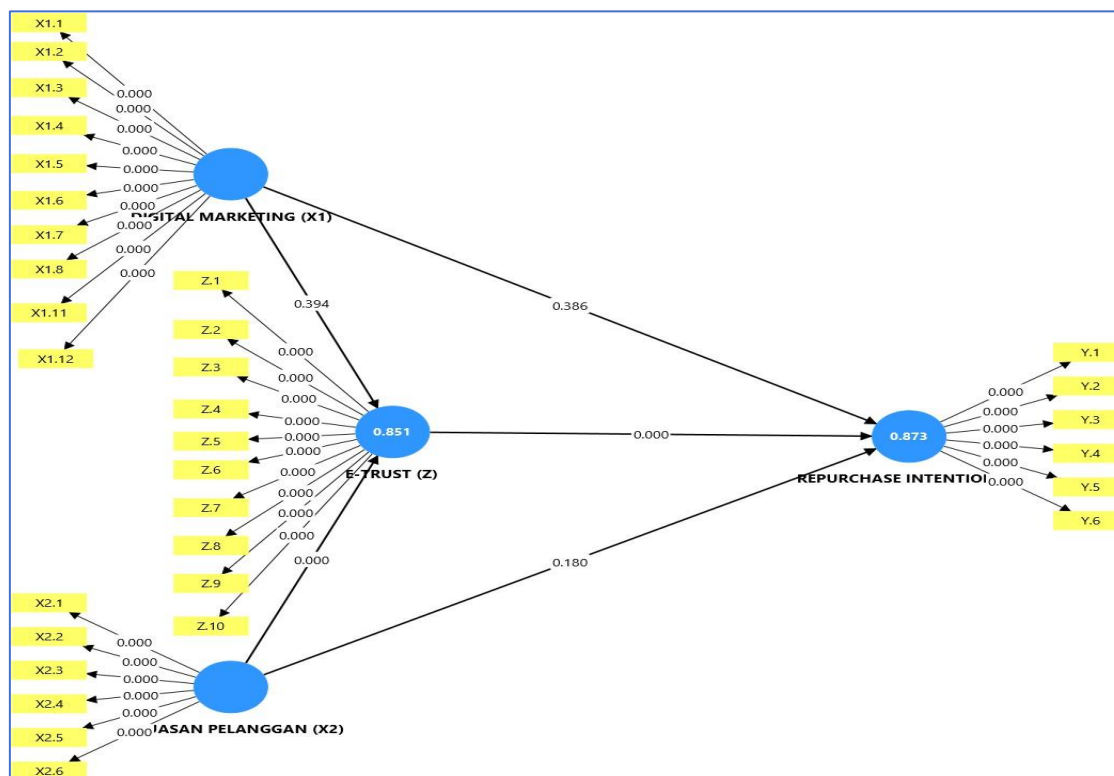 X1.1
X1.2
X1.3
X1.4
X1.5
X1.6
X1.7
X1.8
X1.11
X1.12
0.000
0.000
0.000
0.000
0.000
0.000
0.000
0.000
0.000
0.000
DIGITAL MARKETING (X1)
0.394
0.386
Z.1
Z.2
Z.3
Z.4
Z.5
Z.6
Z.7
Z.8
Z.9
Z.10
0.000
0.000
0.000
0.000
0.000
0.000
0.000
0.000
0.000
0.000
0.851
E-TRUST (Z)
0.000
0.000
0.180
0.873
REPURCHASE INTENTION
0.000
0.000
0.000
0.000
0.000
0.000
Y.1
Y.2
Y.3
Y.4
Y.5
Y.6
X2.1
X2.2
X2.3
X2.4
X2.5
X2.6
0.000
0.000
0.000
0.000
0.000
0.000
JASAN PELANGGAN (X2)